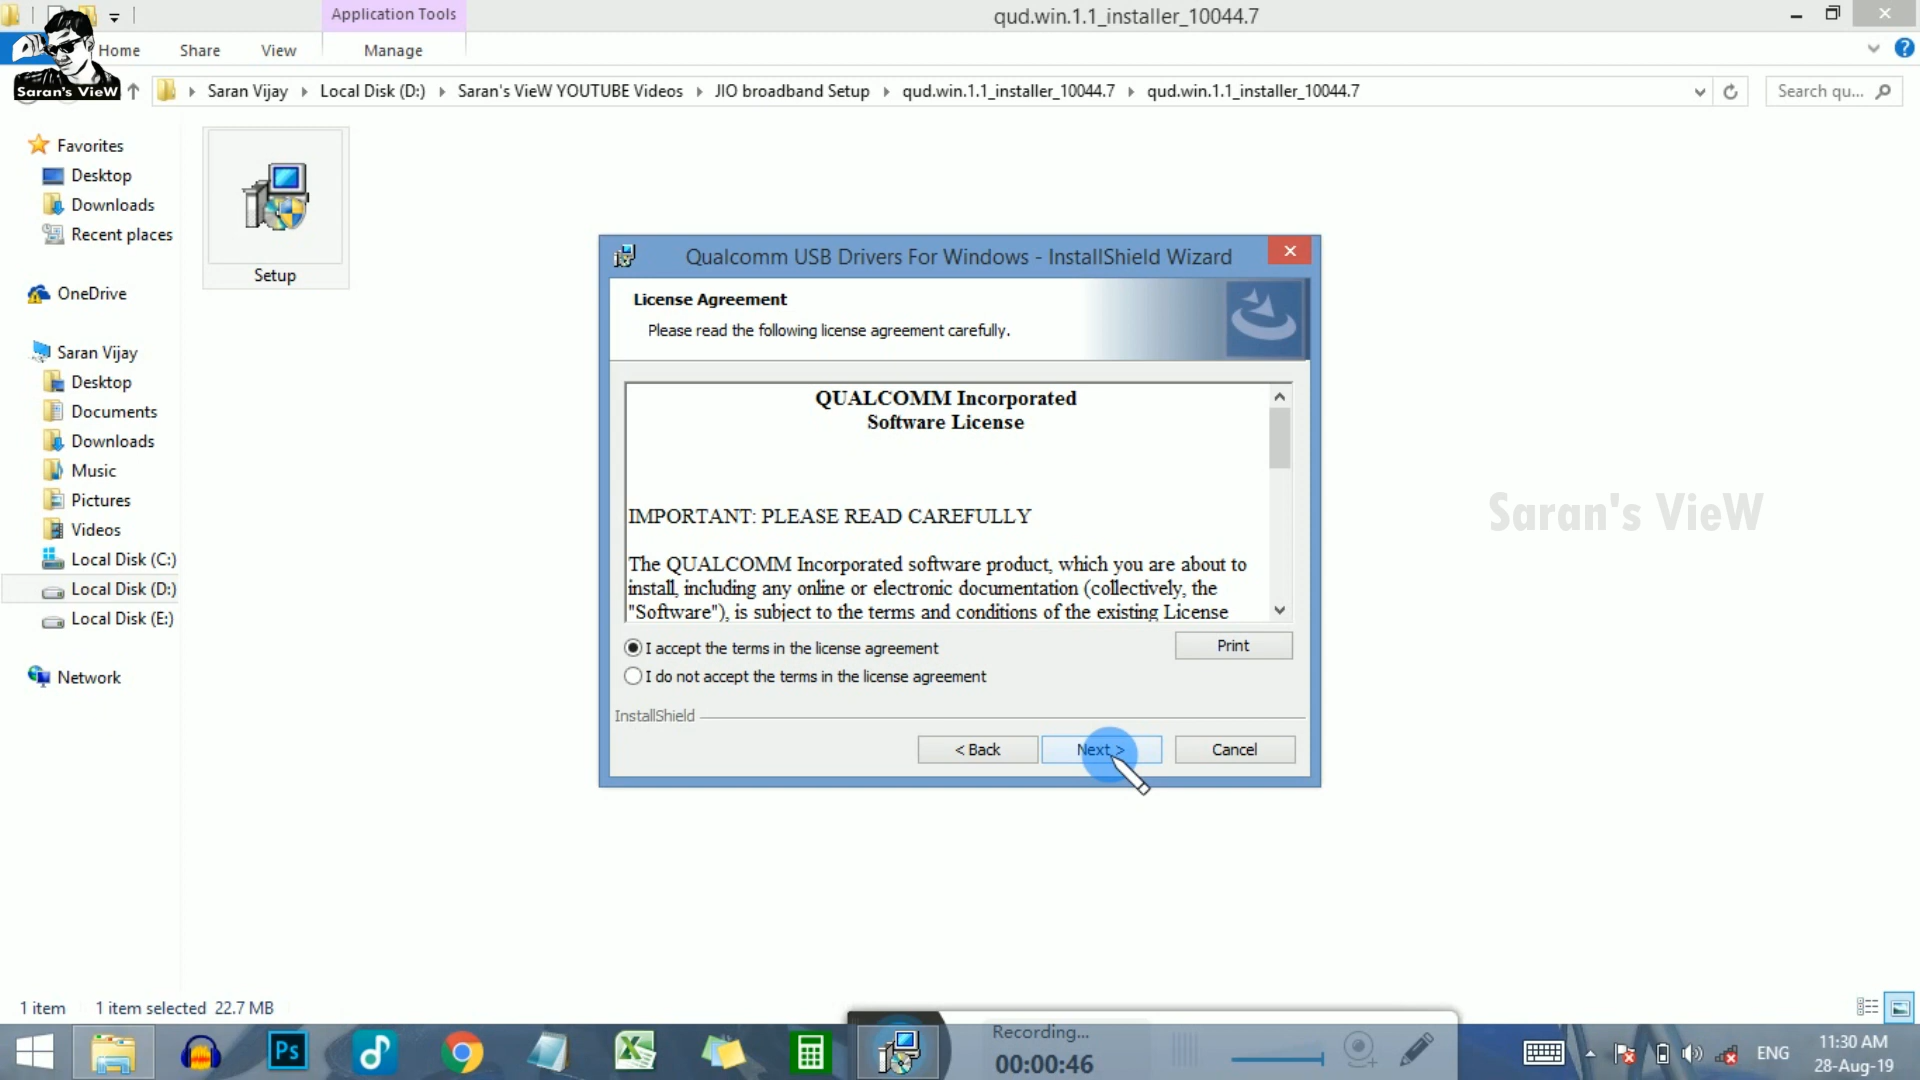 Application Tools
qud.win.1.1_installer_10044.7
Home Share View Manage
Saran's VieW
Saran Vijay Local Disk (D:) Saran's VieW YOUTUBE Videos JIO broadband Setup qud.win.1.1_installer_10044.7 qud.win.1.1_installer_10044.7
Search qu...
Favorites
Desktop
Downloads
Recent places
OneDrive
Saran Vijay
Desktop
Documents
Downloads
Music
Pictures
Videos
Local Disk (C:)
Local Disk (D:)
Local Disk (E:)
Network
Setup
Qualcomm USB Drivers For Windows - InstallShield Wizard
License Agreement
Please read the following license agreement carefully.
QUALCOMM Incorporated
Software License
IMPORTANT: PLEASE READ CAREFULLY
The QUALCOMM Incorporated software product, which you are about to
install, including any online or electronic documentation (collectively, the
"Software"), is subject to the terms and conditions of the existing License
I accept the terms in the license agreement
Print
I do not accept the terms in the license agreement
InstallShield
< Back Next > Cancel
Saran's VieW
1 item 1 item selected 22.7 MB
Ps
Recording...
00:00:46
ENG
11:30 AM
28-Aug-19